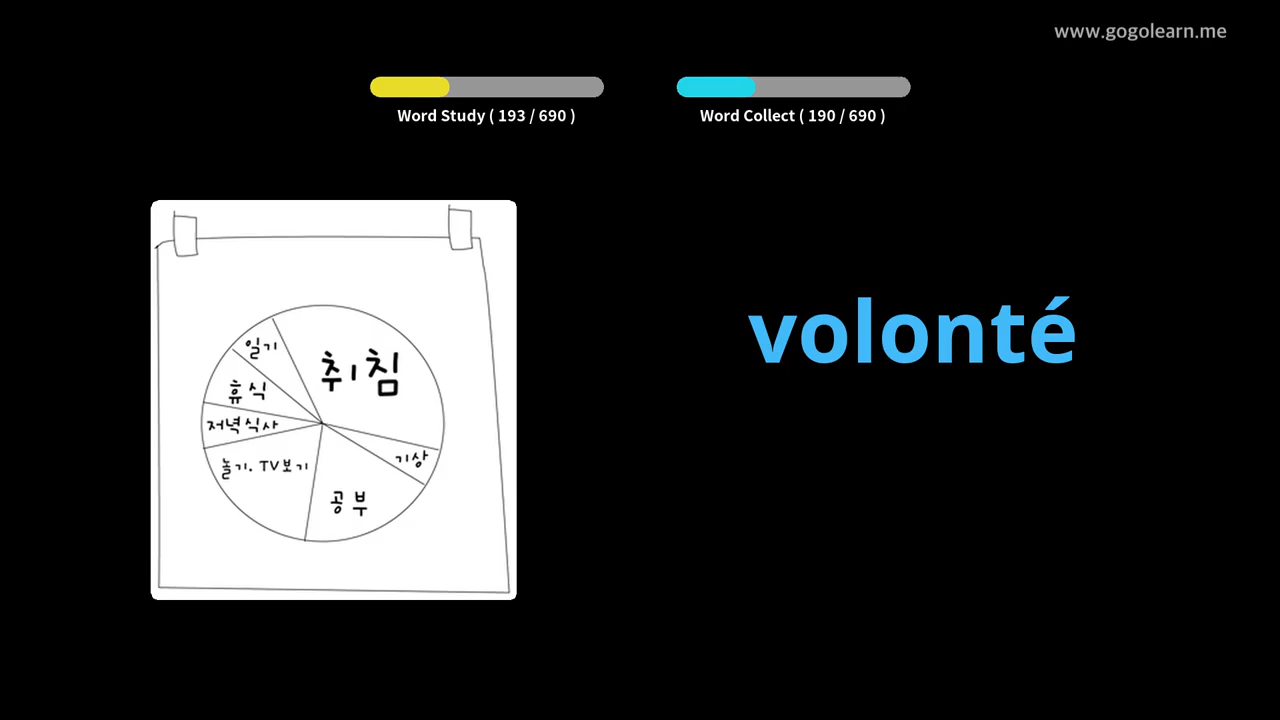 www.gogolearn.me
Word Study ( 193 / 690 )
Word Collect ( 190 / 690 )
일기
취침
휴식
저녁식사
기상
놀기. TV보기
공부
volonté